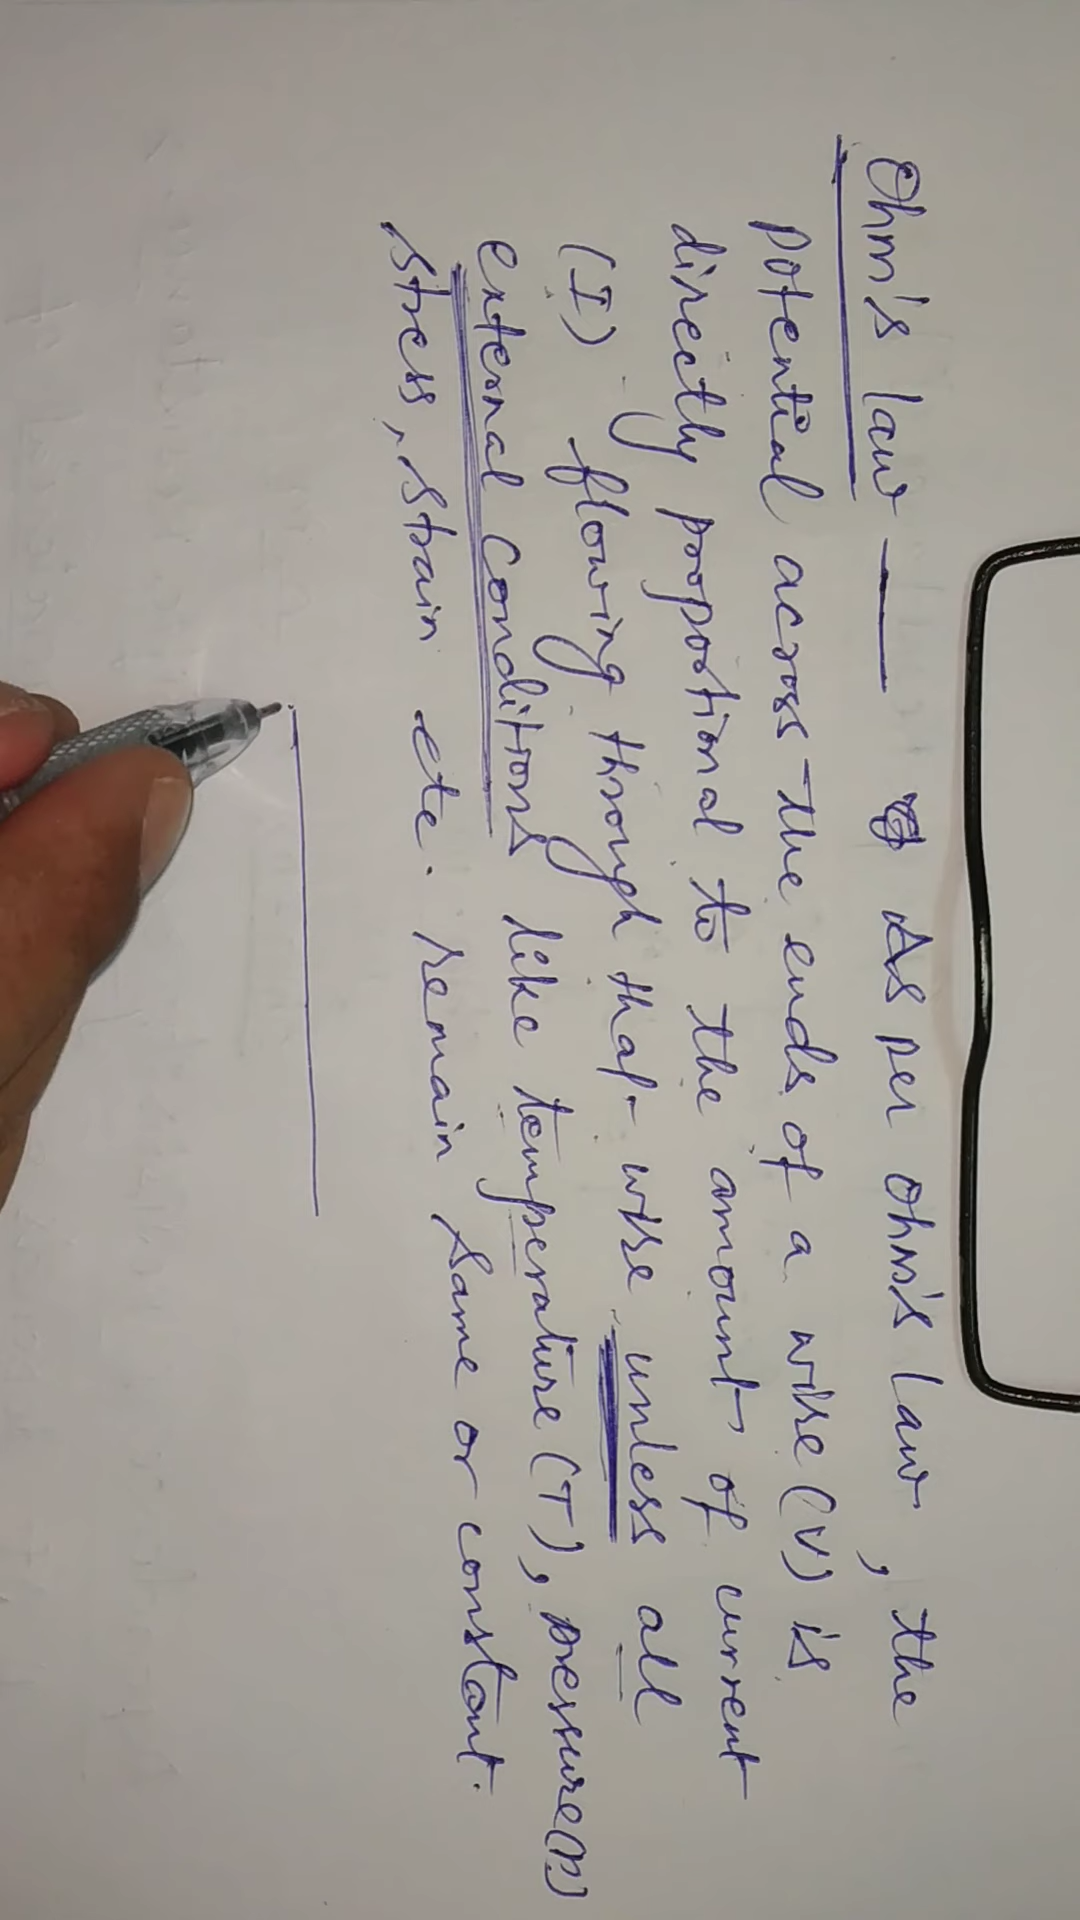 Ohm's law — As per Ohm's law, the
potential across the ends of a wire (V) is
directly proportional to the amount of current
(I) flowing through that wire unless all
external conditions like temperature (T), pressure (P)
stress, strain etc. remain same or constant.